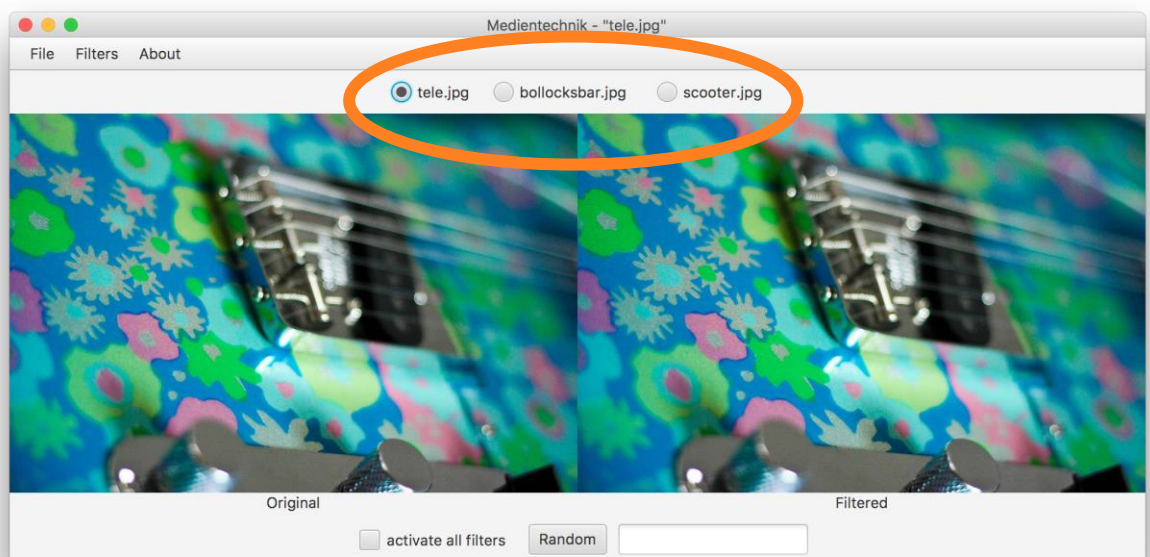 Medientechnik - "tele.jpg"
File Filters About
tele.jpg bollocksbar.jpg scooter.jpg
Original Filtered
activate all filters Random